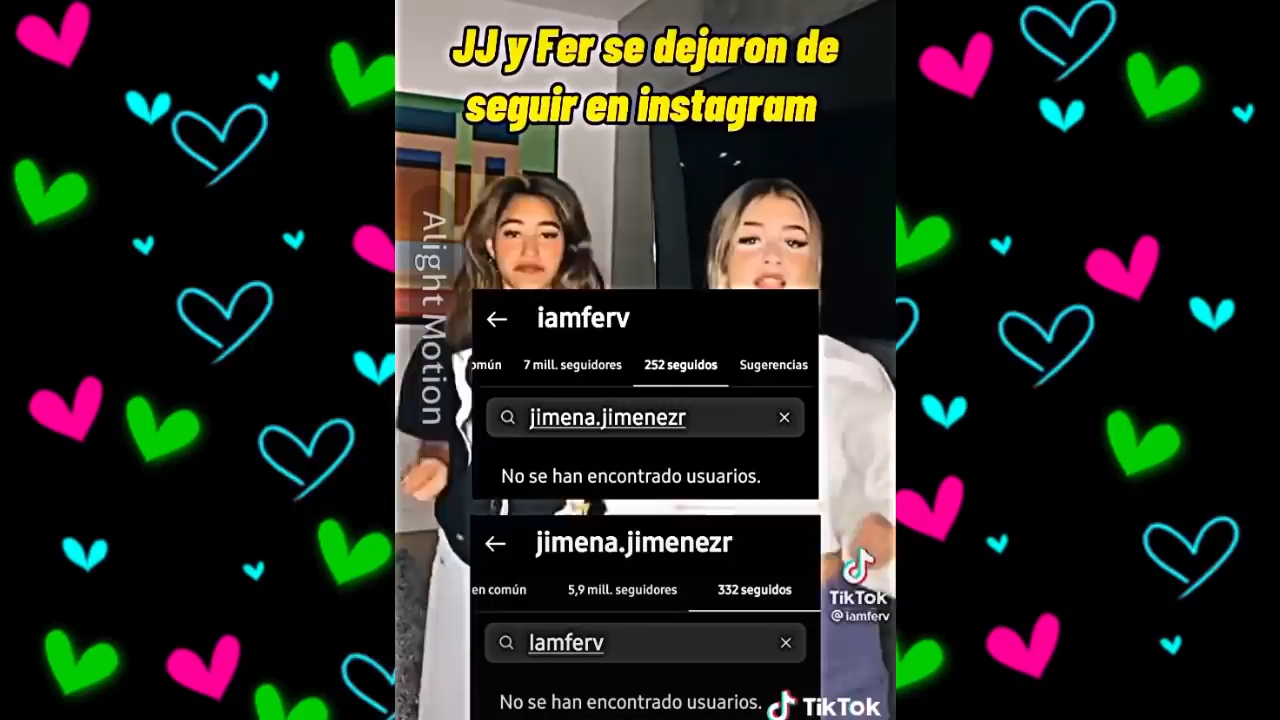 JJ y Fer se dejaron de
seguir en instagram
Alight Motion
iamferv
omún 7 mill. seguidores 252 seguidos Sugerencias
jimena.jimenezr
No se han encontrado usuarios.
jimena.jimenezr
en común 5,9 mill. seguidores 332 seguidos
Iamferv
No se han encontrado usuarios.
TikTok
@iamferv
TikTok